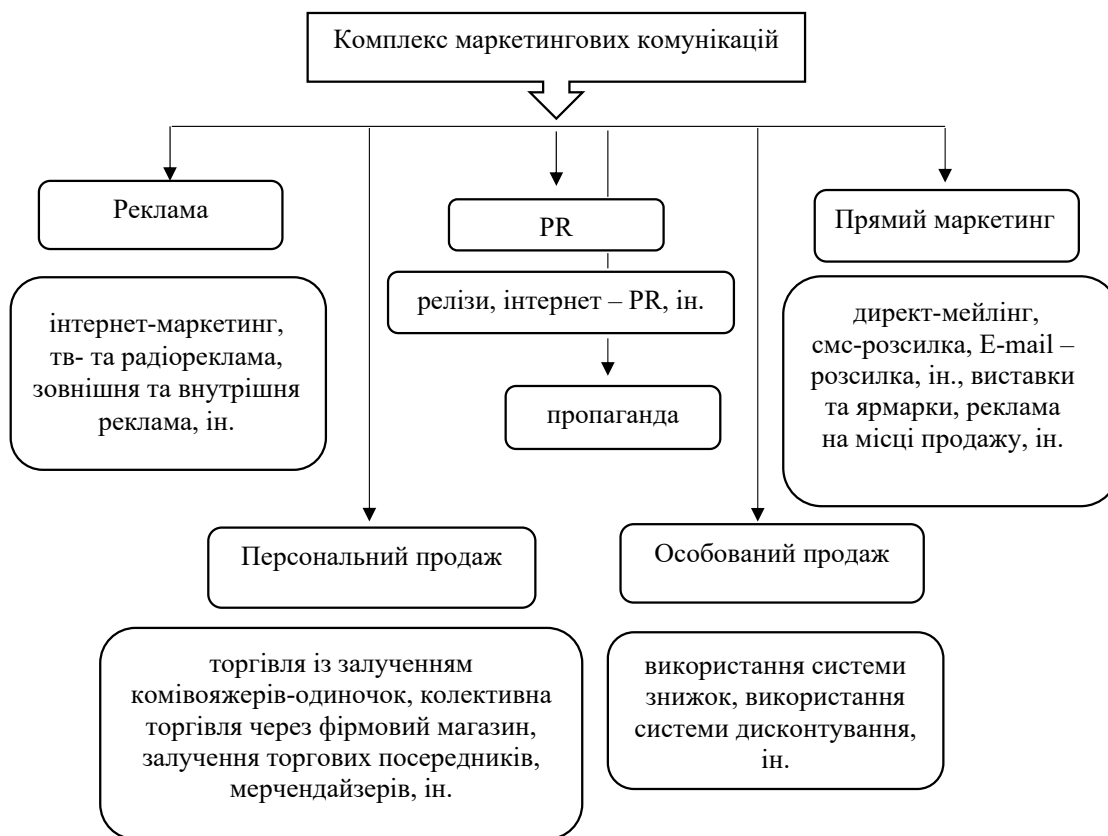 Комплекс маркетингових комунікацій
Реклама
PR
Прямий маркетинг
інтернет-маркетинг,
тв- та радіореклама,
зовнішня та внутрішня
реклама, ін.
релізи, інтернет – PR, ін.
пропаганда
директ-мейлінг,
смс-розсилка, E-mail –
розсилка, ін., виставки
та ярмарки, реклама
на місці продажу, ін.
Персональний продаж
Особований продаж
торгівля із залученням
комівояжерів-одиночок, колективна
торгівля через фірмовий магазин,
залучення торгових посередників,
мерчендайзерів, ін.
використання системи
знижок, використання
системи дисконтування,
ін.